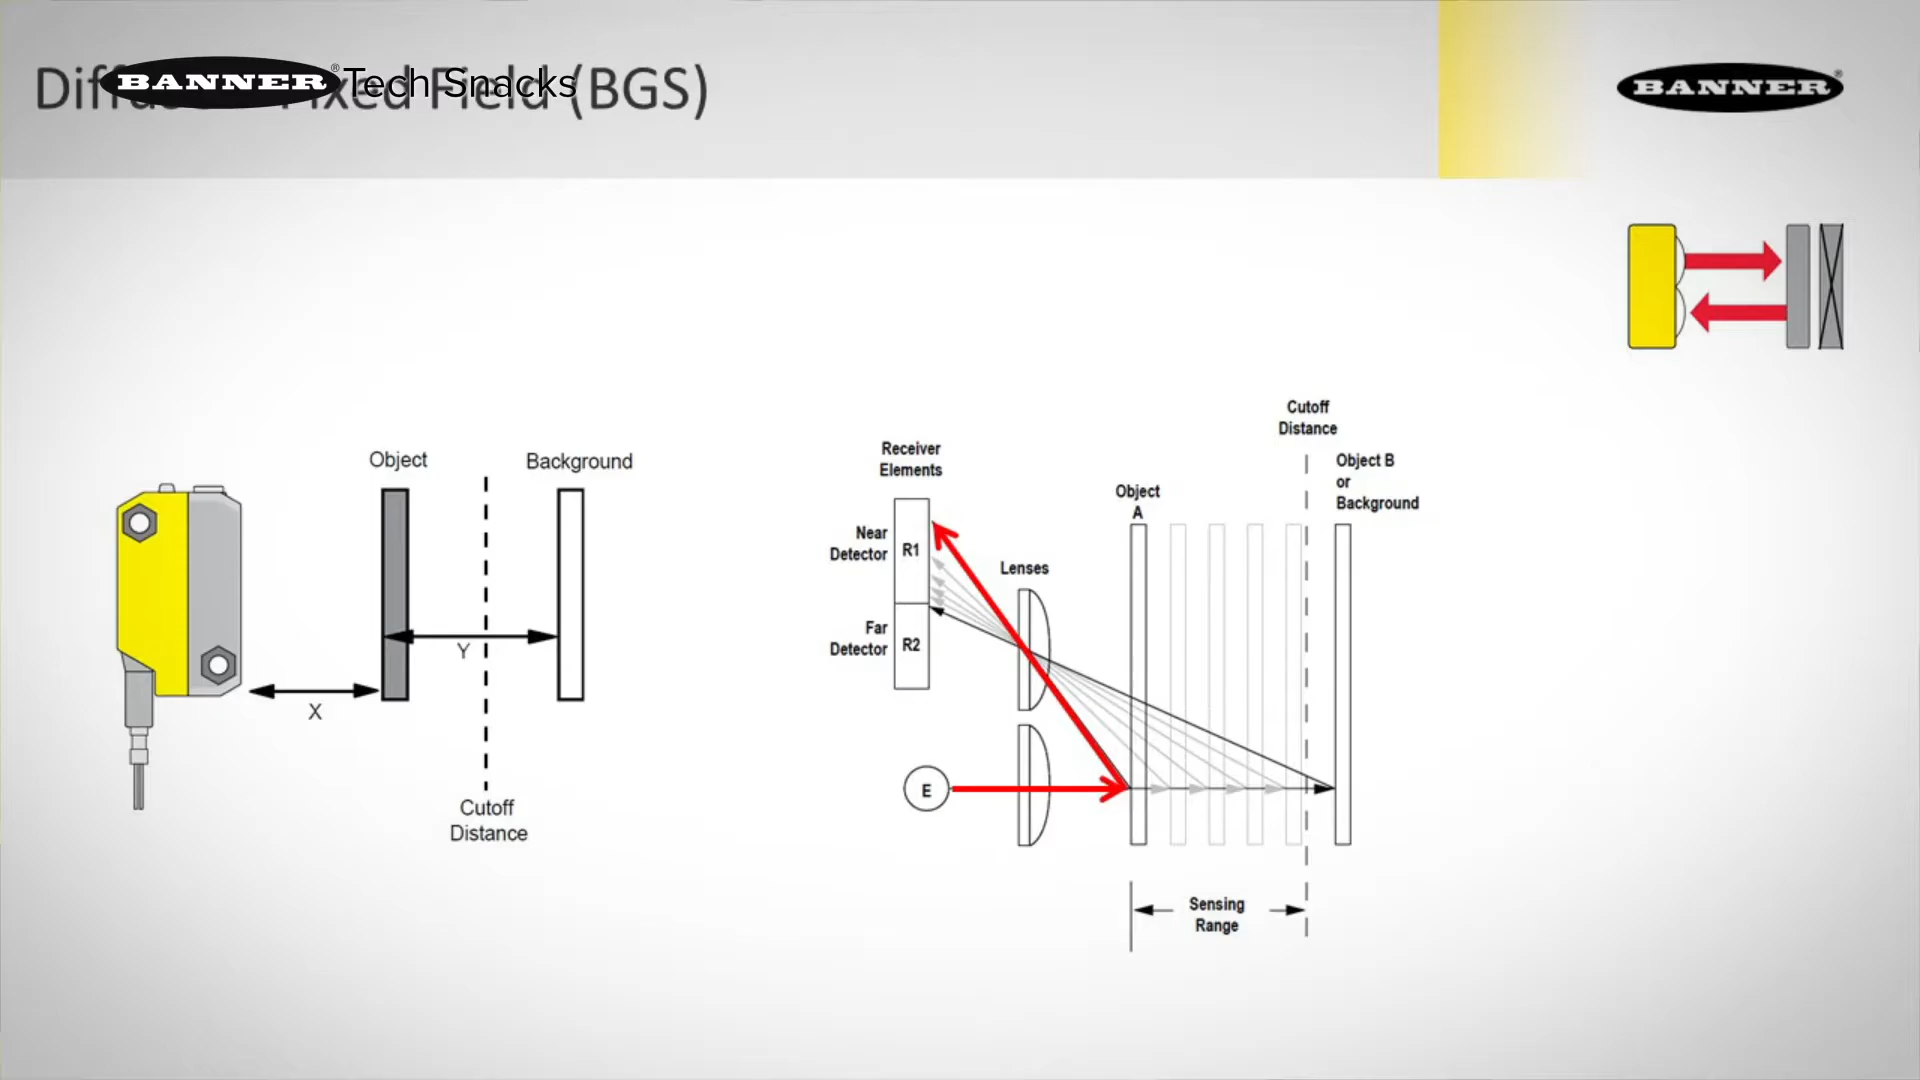 Fixed Field (BGS)
BANNER® Tech Snacks
BANNER®
Object
Background
X
Y
Cutoff
Distance
Cutoff
Distance
Receiver
Elements
Object B
or
Background
Object
A
Near
Detector
R1
Lenses
Far
Detector
R2
E
Sensing
Range